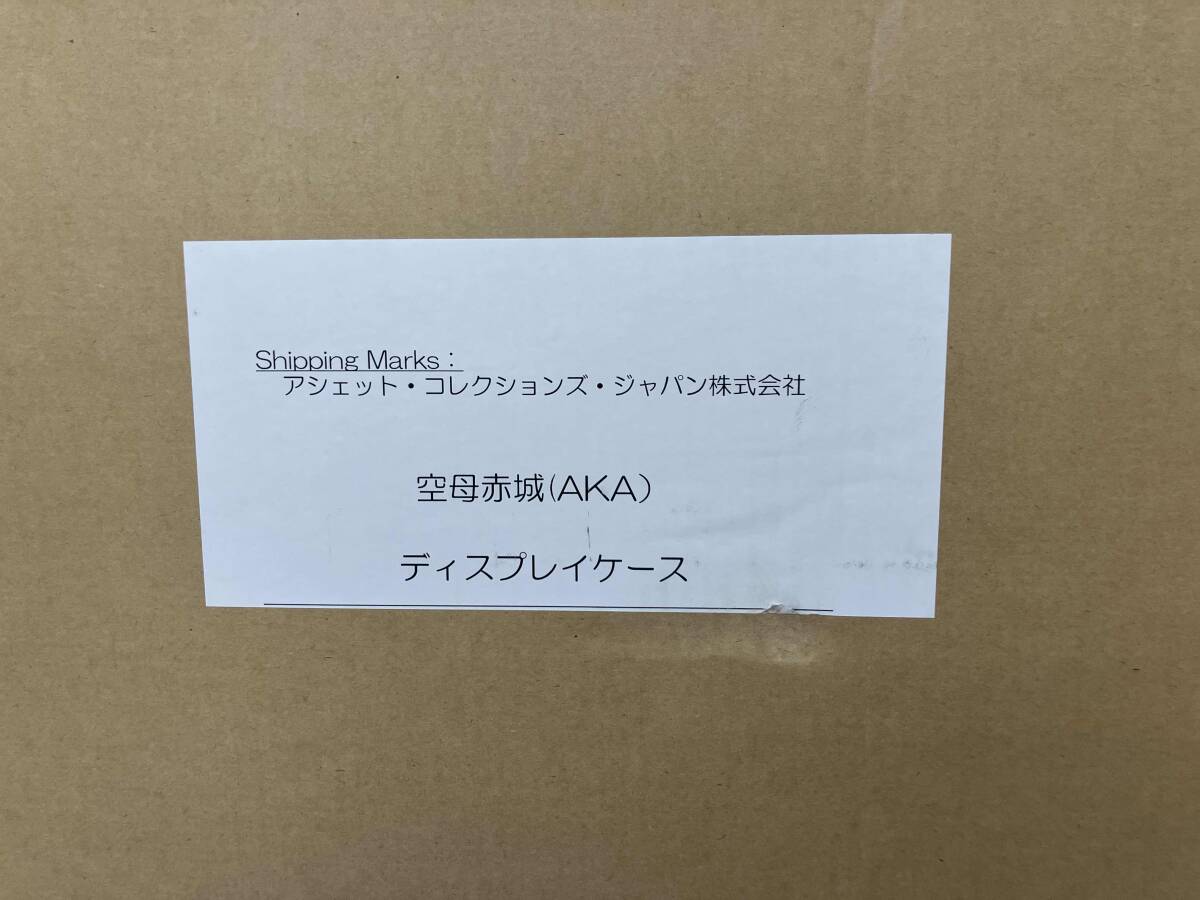 Shipping Marks：
アシェット・コレクションズ・ジャパン株式会社
空母赤城(AKA）
ディスプレイケース